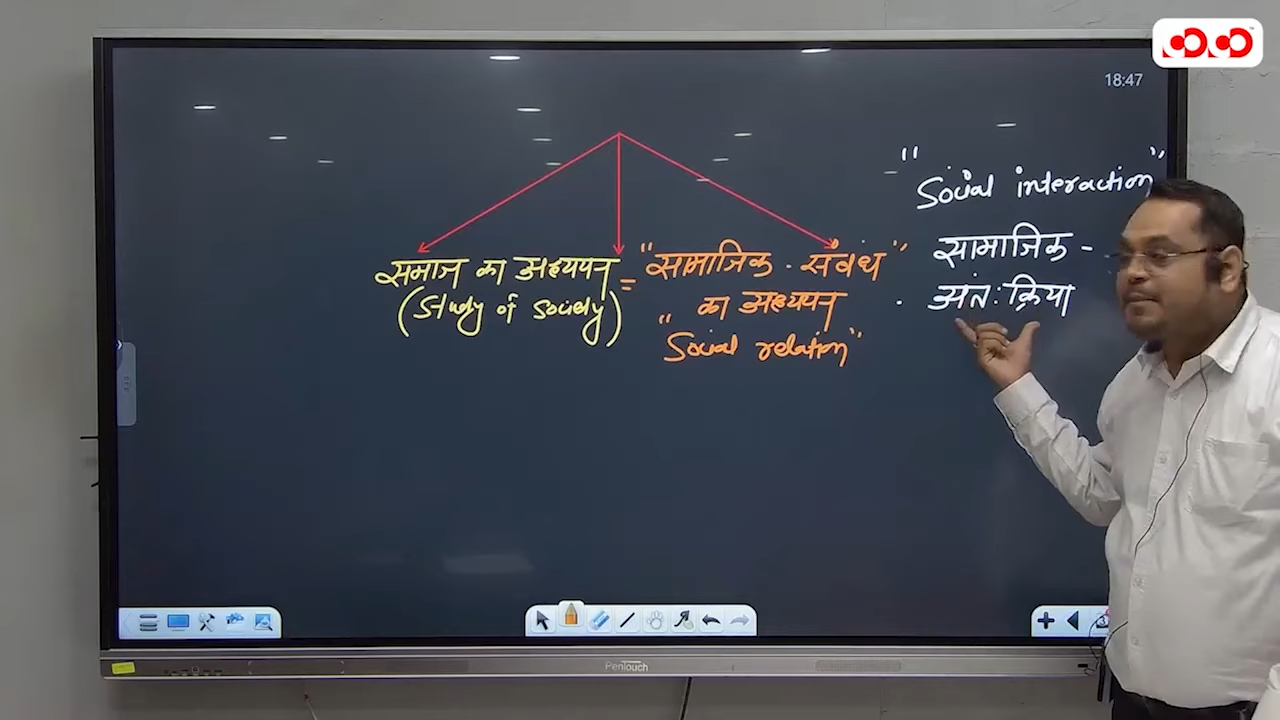 18:47
"Social interaction"
सामाजिक -
अंत: क्रिया
समाज का अध्ययन
(Study of Society)
= "सामाजिक संबंध"
का अध्ययन
"Social relation"
PenTouch